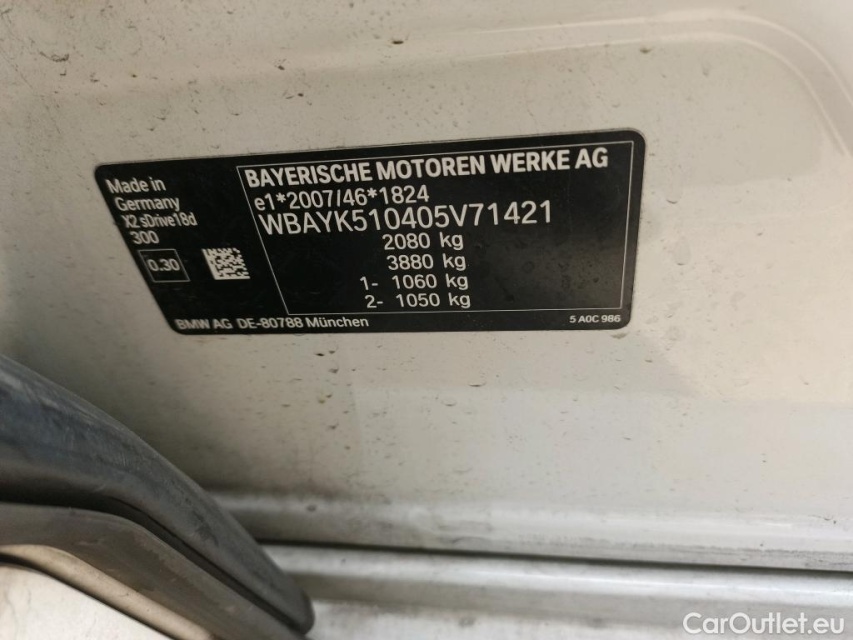 Made in
Germany
X2 sDrive18d
300
0.30
BAYERISCHE MOTOREN WERKE AG
e1*2007/46*1824
WBAYK510405V71421
2080 kg
3880 kg
1- 1060 kg
2- 1050 kg
BMW AG DE-80788 München
5 A0C 986
CarOutlet.eu